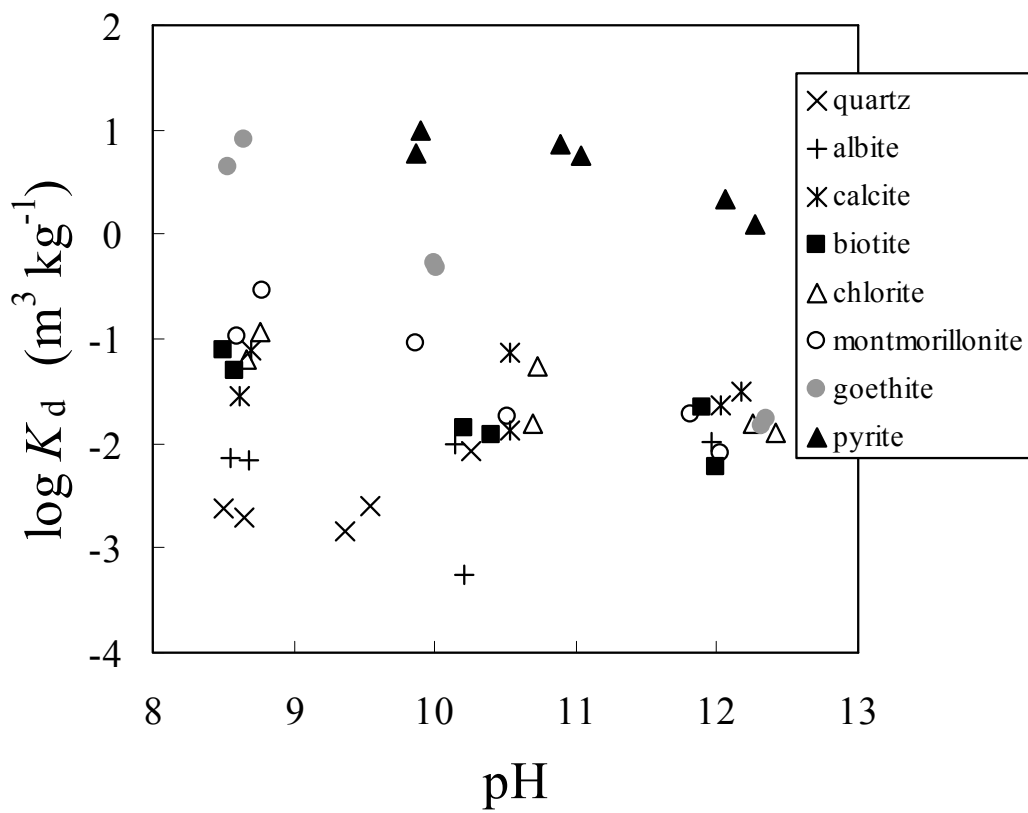 2
1
0
-1
-2
-3
-4
log K d (m3 kg-1)
8 9 10 11 12 13
pH
quartz
albite
calcite
biotite
chlorite
montmorillonite
goethite
pyrite